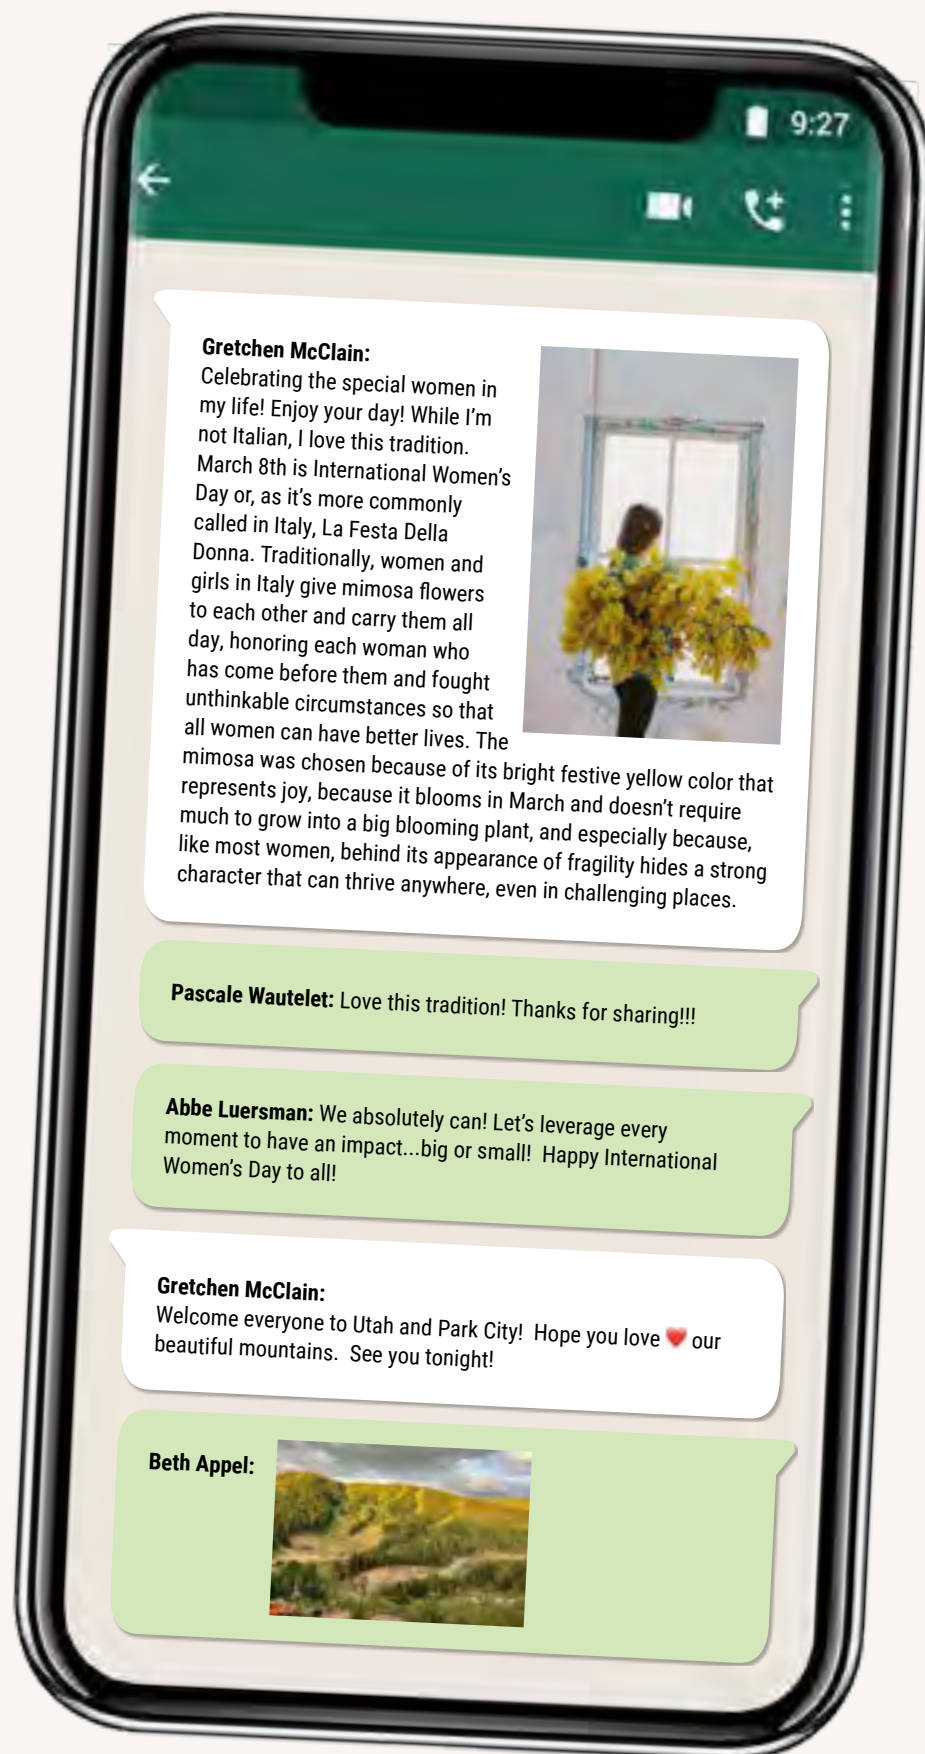 9:27
Gretchen McClain:
Celebrating the special women in
my life! Enjoy your day! While I'm
not Italian, I love this tradition.
March 8th is International Women's
Day or, as it's more commonly
called in Italy, La Festa Della
Donna. Traditionally, women and
girls in Italy give mimosa flowers
to each other and carry them all
day, honoring each woman who
has come before them and fought
unthinkable circumstances so that
all women can have better lives. The
mimosa was chosen because of its bright festive yellow color that
represents joy, because it blooms in March and doesn't require
much to grow into a big blooming plant, and especially because,
like most women, behind its appearance of fragility hides a strong
character that can thrive anywhere, even in challenging places.
Pascale Wautelet: Love this tradition! Thanks for sharing!!!
Abbe Luersman: We absolutely can! Let's leverage every
moment to have an impact...big or small!  Happy International
Women's Day to all!
Gretchen McClain:
Welcome everyone to Utah and Park City!  Hope you love ❤️ our
beautiful mountains.  See you tonight!
Beth Appel: